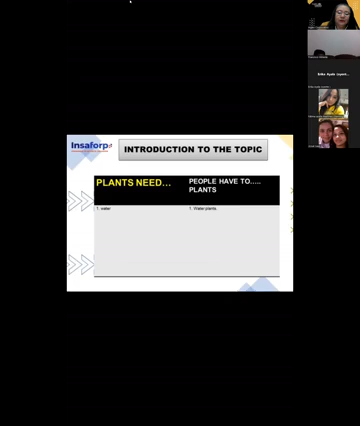 Insaforp
INTRODUCTION TO THE TOPIC
PLANTS NEED...
PEOPLE HAVE TO.....
PLANTS
1. water
1. Water plants.